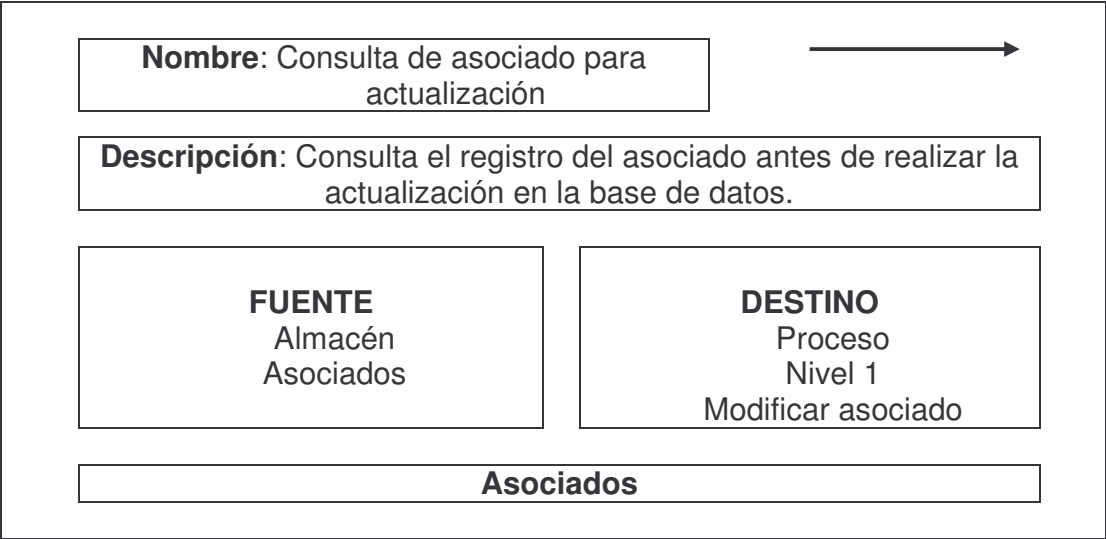 Nombre: Consulta de asociado para
actualización
Descripción: Consulta el registro del asociado antes de realizar la
actualización en la base de datos.
FUENTE
Almacén
Asociados
DESTINO
Proceso
Nivel 1
Modificar asociado
Asociados